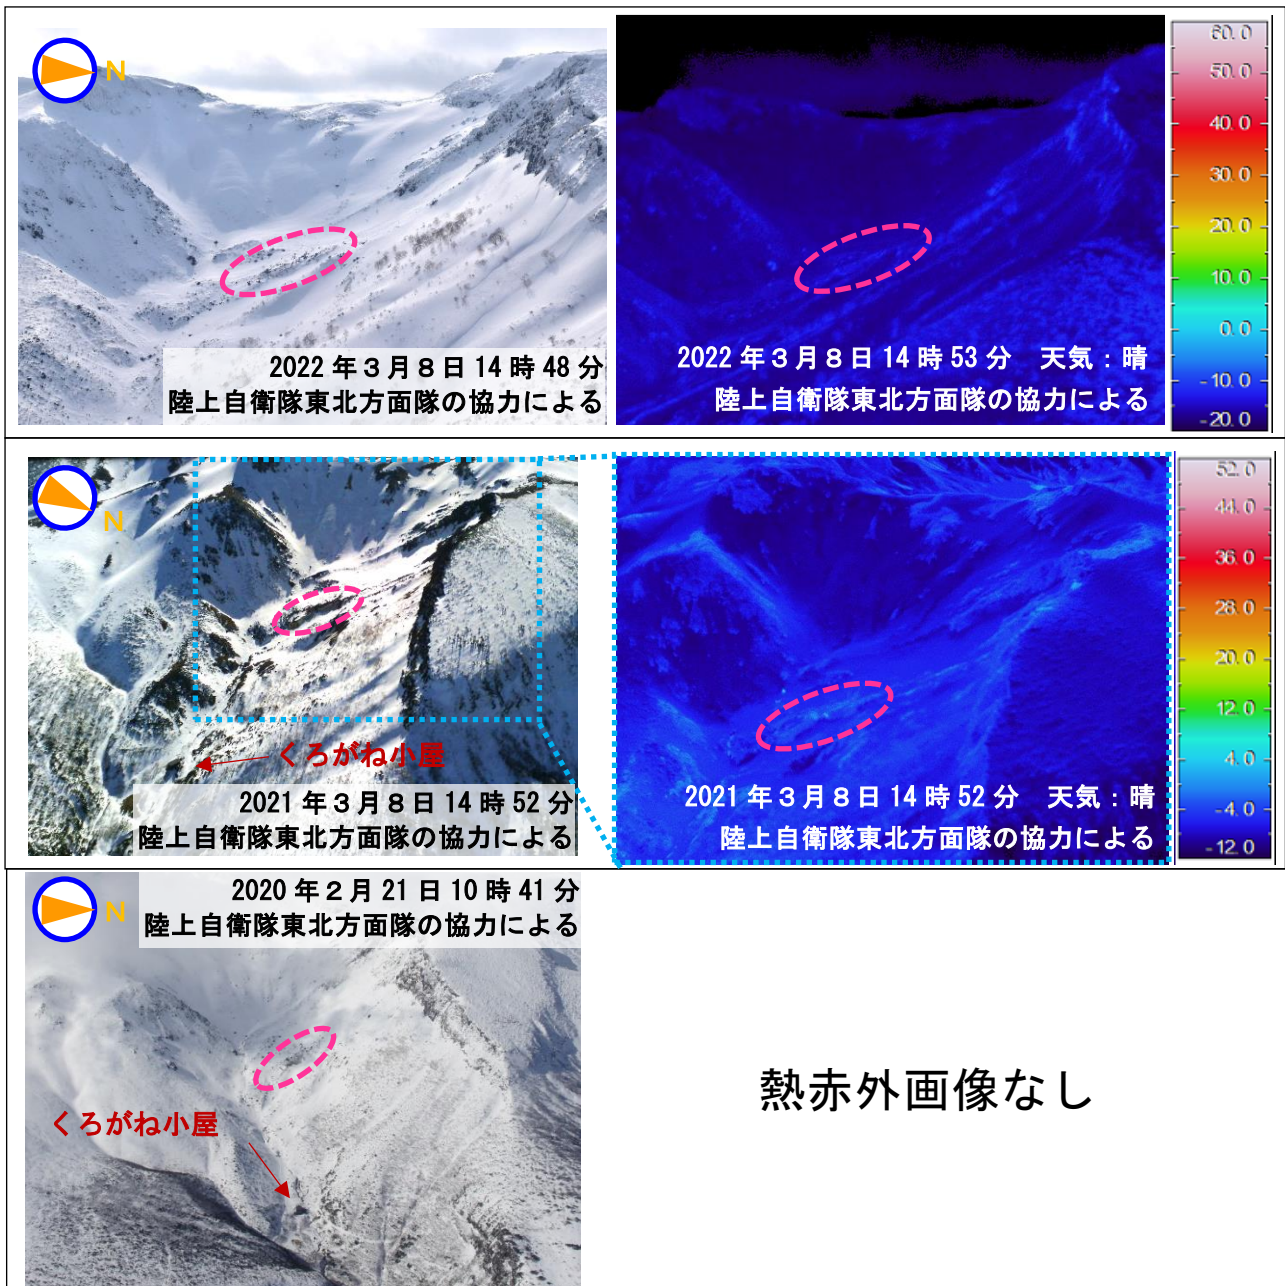 N
2022年3月8日14時48分
陸上自衛隊東北方面隊の協力による
2022年3月8日14時53分　天気：晴
陸上自衛隊東北方面隊の協力による
60.0
50.0
40.0
30.0
20.0
10.0
0.0
-10.0
-20.0
N
くろがね小屋
2021年3月8日14時52分
陸上自衛隊東北方面隊の協力による
2021年3月8日14時52分　天気：晴
陸上自衛隊東北方面隊の協力による
52.0
44.0
36.0
28.0
20.0
12.0
4.0
-4.0
-12.0
N
2020年2月21日10時41分
陸上自衛隊東北方面隊の協力による
くろがね小屋
熱赤外画像なし